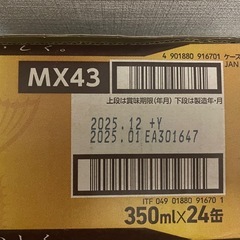 4 901880 916701 ケース
JAN
MX43
上段は賞味期限(年月) 下段は製造年・月
2025.12 +Y
2025.01 EA301647
ITF 049 01880 91670 1
350ml×24缶